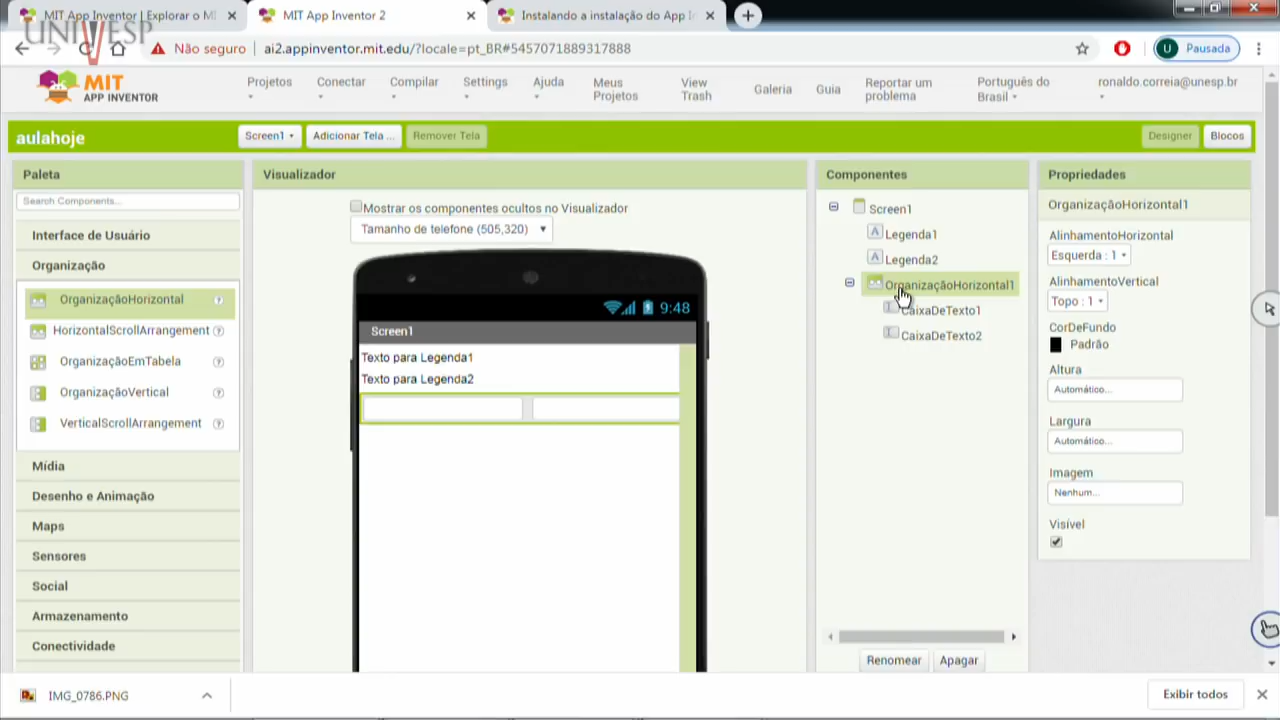 MIT App Inventor | Explorar o MI
MIT App Inventor 2
Instalando a instalação do App In
UNIVESP
Não seguro
ai2.appinventor.mit.edu/?locale=pt_BR#5457071889317888
U
Pausada
MIT
APP INVENTOR
Projetos
Conectar
Compilar
Settings
Ajuda
Meus
Projetos
View
Trash
Galeria
Guia
Reportar um
problema
Português do
Brasil
ronaldo.correia@unesp.br
aulahoje
Screen1
Adicionar Tela ...
Remover Tela
Designer
Blocos
Paleta
Search Components...
Interface de Usuário
Organização
OrganizaçãoHorizontal
HorizontalScrollArrangement
OrganizaçãoEmTabela
OrganizaçãoVertical
VerticalScrollArrangement
Mídia
Desenho e Animação
Maps
Sensores
Social
Armazenamento
Conectividade
Visualizador
Mostrar os componentes ocultos no Visualizador
Tamanho de telefone (505,320)
9:48
Screen1
Texto para Legenda1
Texto para Legenda2
Componentes
Screen1
Legenda1
Legenda2
OrganizaçãoHorizontal1
CaixaDeTexto1
CaixaDeTexto2
Renomear
Apagar
Propriedades
OrganizaçãoHorizontal1
AlinhamentoHorizontal
Esquerda : 1
AlinhamentoVertical
Topo : 1
CorDeFundo
Padrão
Altura
Automático...
Largura
Automático...
Imagem
Nenhum...
Visível
IMG_0786.PNG
Exibir todos